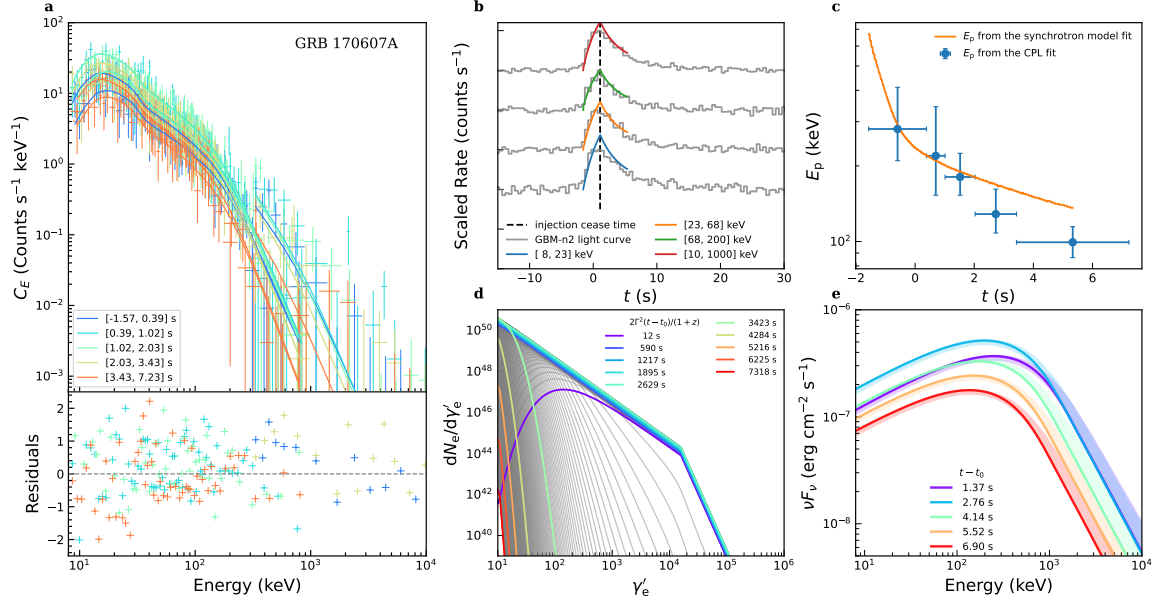 a
GRB 170607A
10²
10¹
10⁰
10⁻¹
10⁻²
10⁻³
C_E (Counts s⁻¹ keV⁻¹)
[-1.57, 0.39] s
[0.39, 1.02] s
[1.02, 2.03] s
[2.03, 3.43] s
[3.43, 7.23] s
2
1
0
−1
−2
Residuals
10¹
10²
10³
10⁴
Energy (keV)
b
Scaled Rate (counts s⁻¹)
injection cease time
GBM-n2 light curve
[ 8, 23] keV
[23, 68] keV
[68, 200] keV
[10, 1000] keV
−10
0
10
20
30
t (s)
c
E_p from the synchrotron model fit
E_p from the CPL fit
E_p (keV)
10²
−2
0
2
4
6
t (s)
d
10⁵⁰
10⁴⁸
10⁴⁶
10⁴⁴
10⁴²
10⁴⁰
dN_e/dγ′_e
2Γ²(t − t₀)/(1 + z)
12 s
590 s
1217 s
1895 s
2629 s
3423 s
4284 s
5216 s
6225 s
7318 s
10¹
10²
10³
10⁴
10⁵
10⁶
γ′_e
e
10⁻⁶
10⁻⁷
10⁻⁸
νF_ν (erg cm⁻² s⁻¹)
t − t₀
1.37 s
2.76 s
4.14 s
5.52 s
6.90 s
10¹
10²
10³
10⁴
Energy (keV)